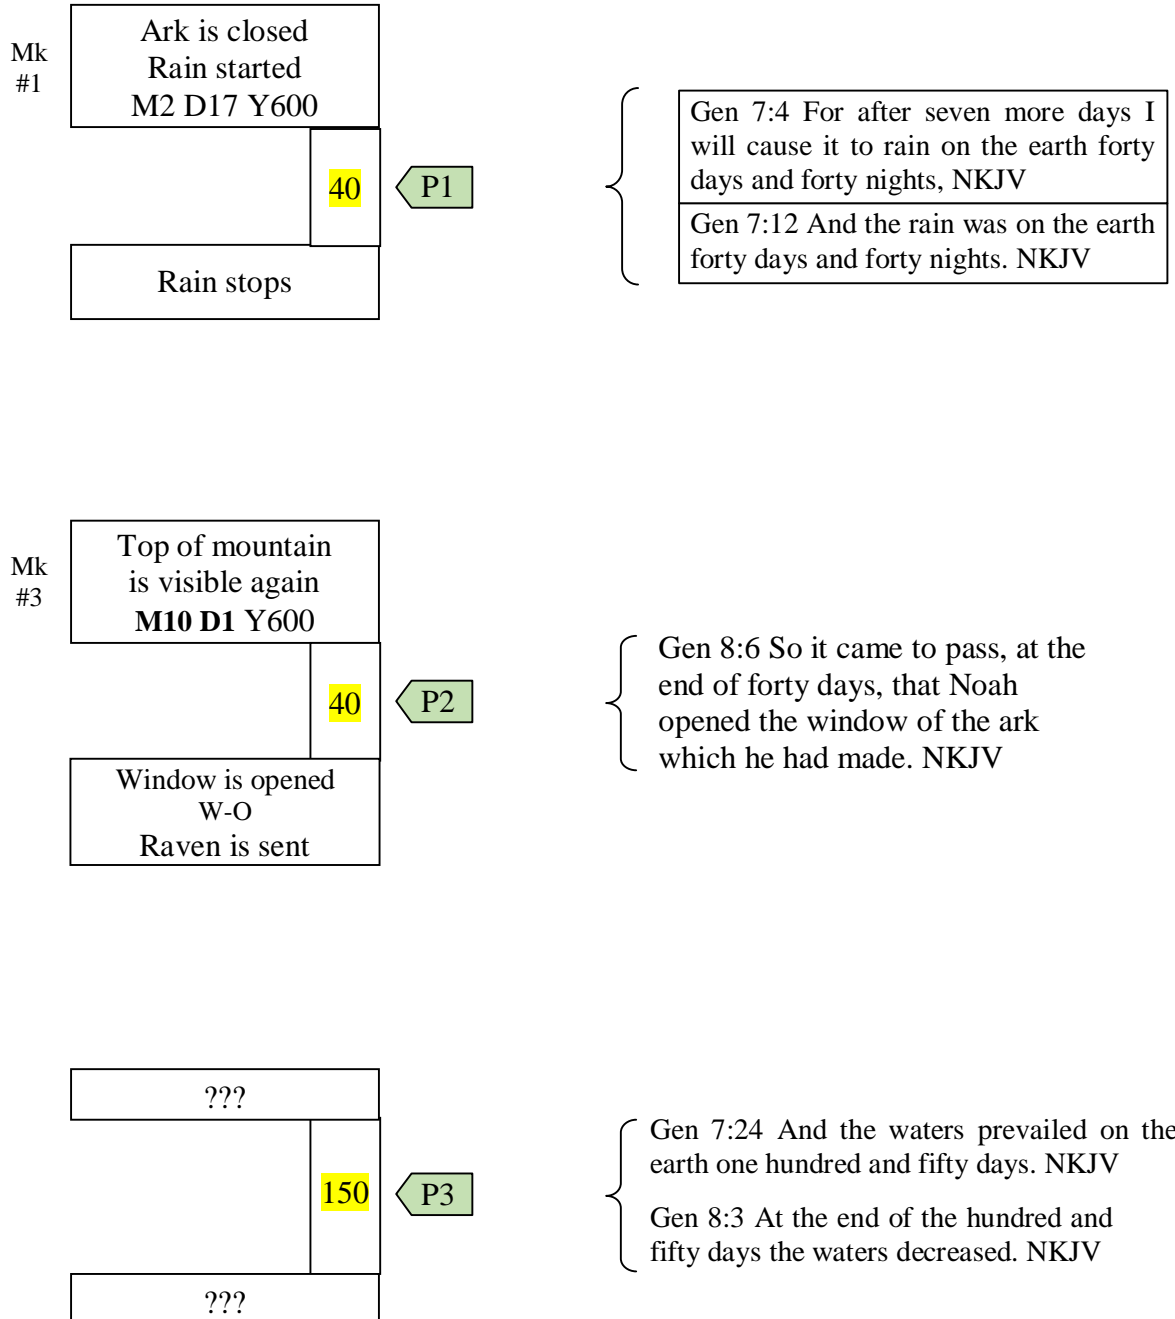 Mk
#1
Ark is closed
Rain started
M2 D17 Y600
40
P1
Rain stops
Gen 7:4 For after seven more days I
will cause it to rain on the earth forty
days and forty nights, NKJV
Gen 7:12 And the rain was on the earth
forty days and forty nights. NKJV
Mk
#3
Top of mountain
is visible again
M10 D1 Y600
40
P2
Window is opened
W-O
Raven is sent
Gen 8:6 So it came to pass, at the
end of forty days, that Noah
opened the window of the ark
which he had made. NKJV
???
150
P3
???
Gen 7:24 And the waters prevailed on the
earth one hundred and fifty days. NKJV
Gen 8:3 At the end of the hundred and
fifty days the waters decreased. NKJV